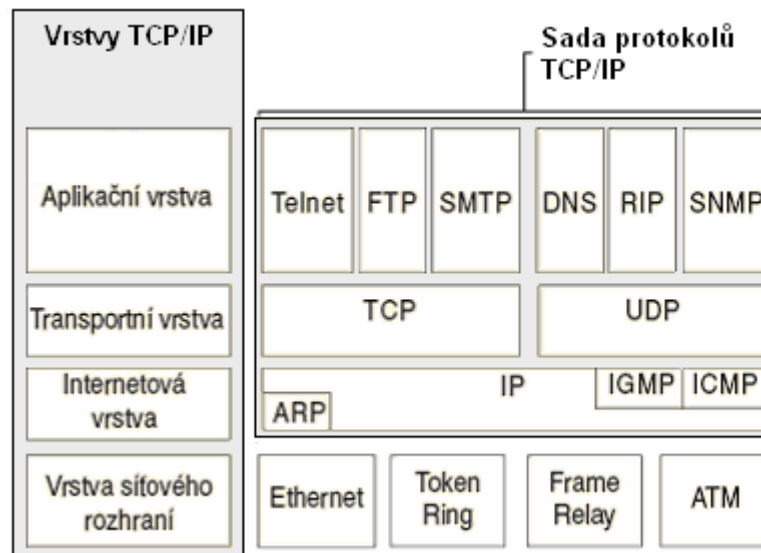 Vrstvy TCP/IP
Sada protokolů
TCP/IP
Aplikační vrstva
Telnet
FTP
SMTP
DNS
RIP
SNMP
Transportní vrstva
TCP
UDP
Internetová
vrstva
ARP
IP
IGMP
ICMP
Vrstva síťového
rozhraní
Ethernet
Token
Ring
Frame
Relay
ATM